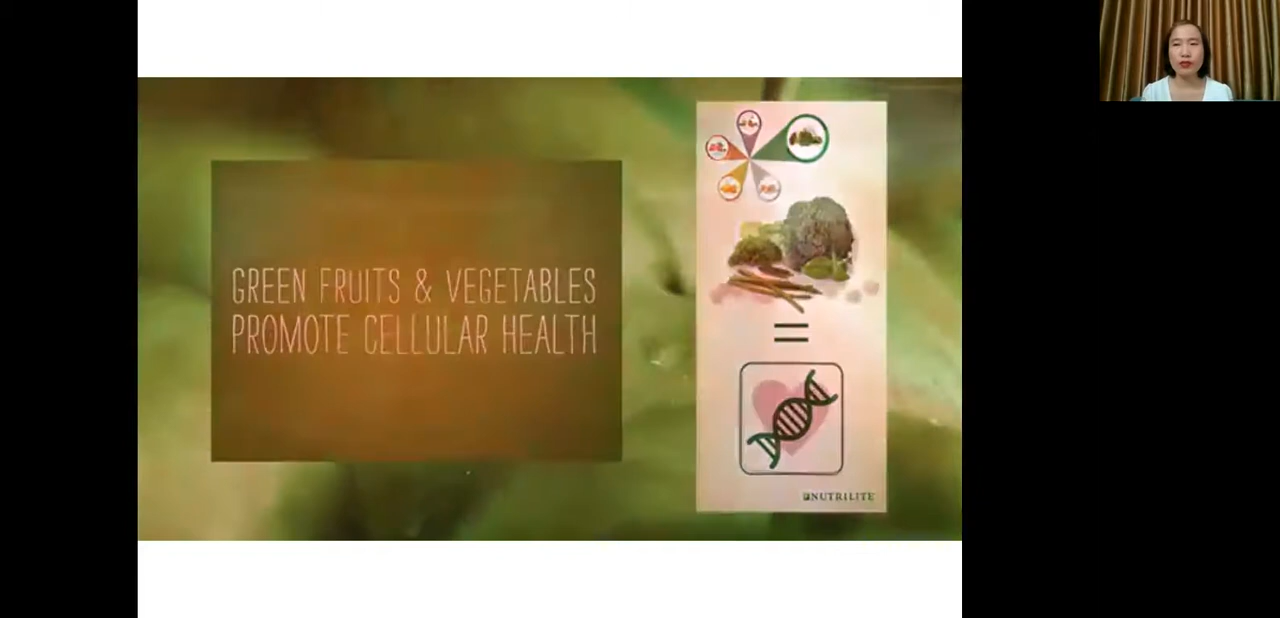 GREEN FRUITS & VEGETABLES
PROMOTE CELLULAR HEALTH
NUTRILITE